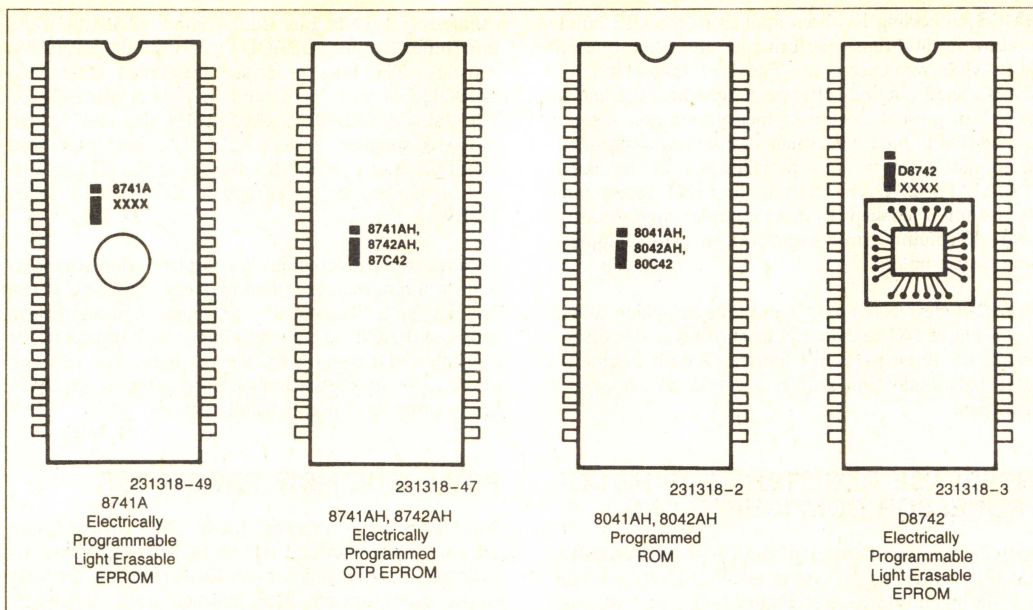 8741A
XXXX
231318-49
8741A
Electrically
Programmable
Light Erasable
EPROM
8741AH,
8742AH,
87C42
231318-47
8741AH, 8742AH
Electrically
Programmed
OTP EPROM
8041AH,
8042AH,
80C42
231318-2
8041AH, 8042AH
Programmed
ROM
D8742
XXXX
231318-3
D8742
Electrically
Programmable
Light Erasable
EPROM